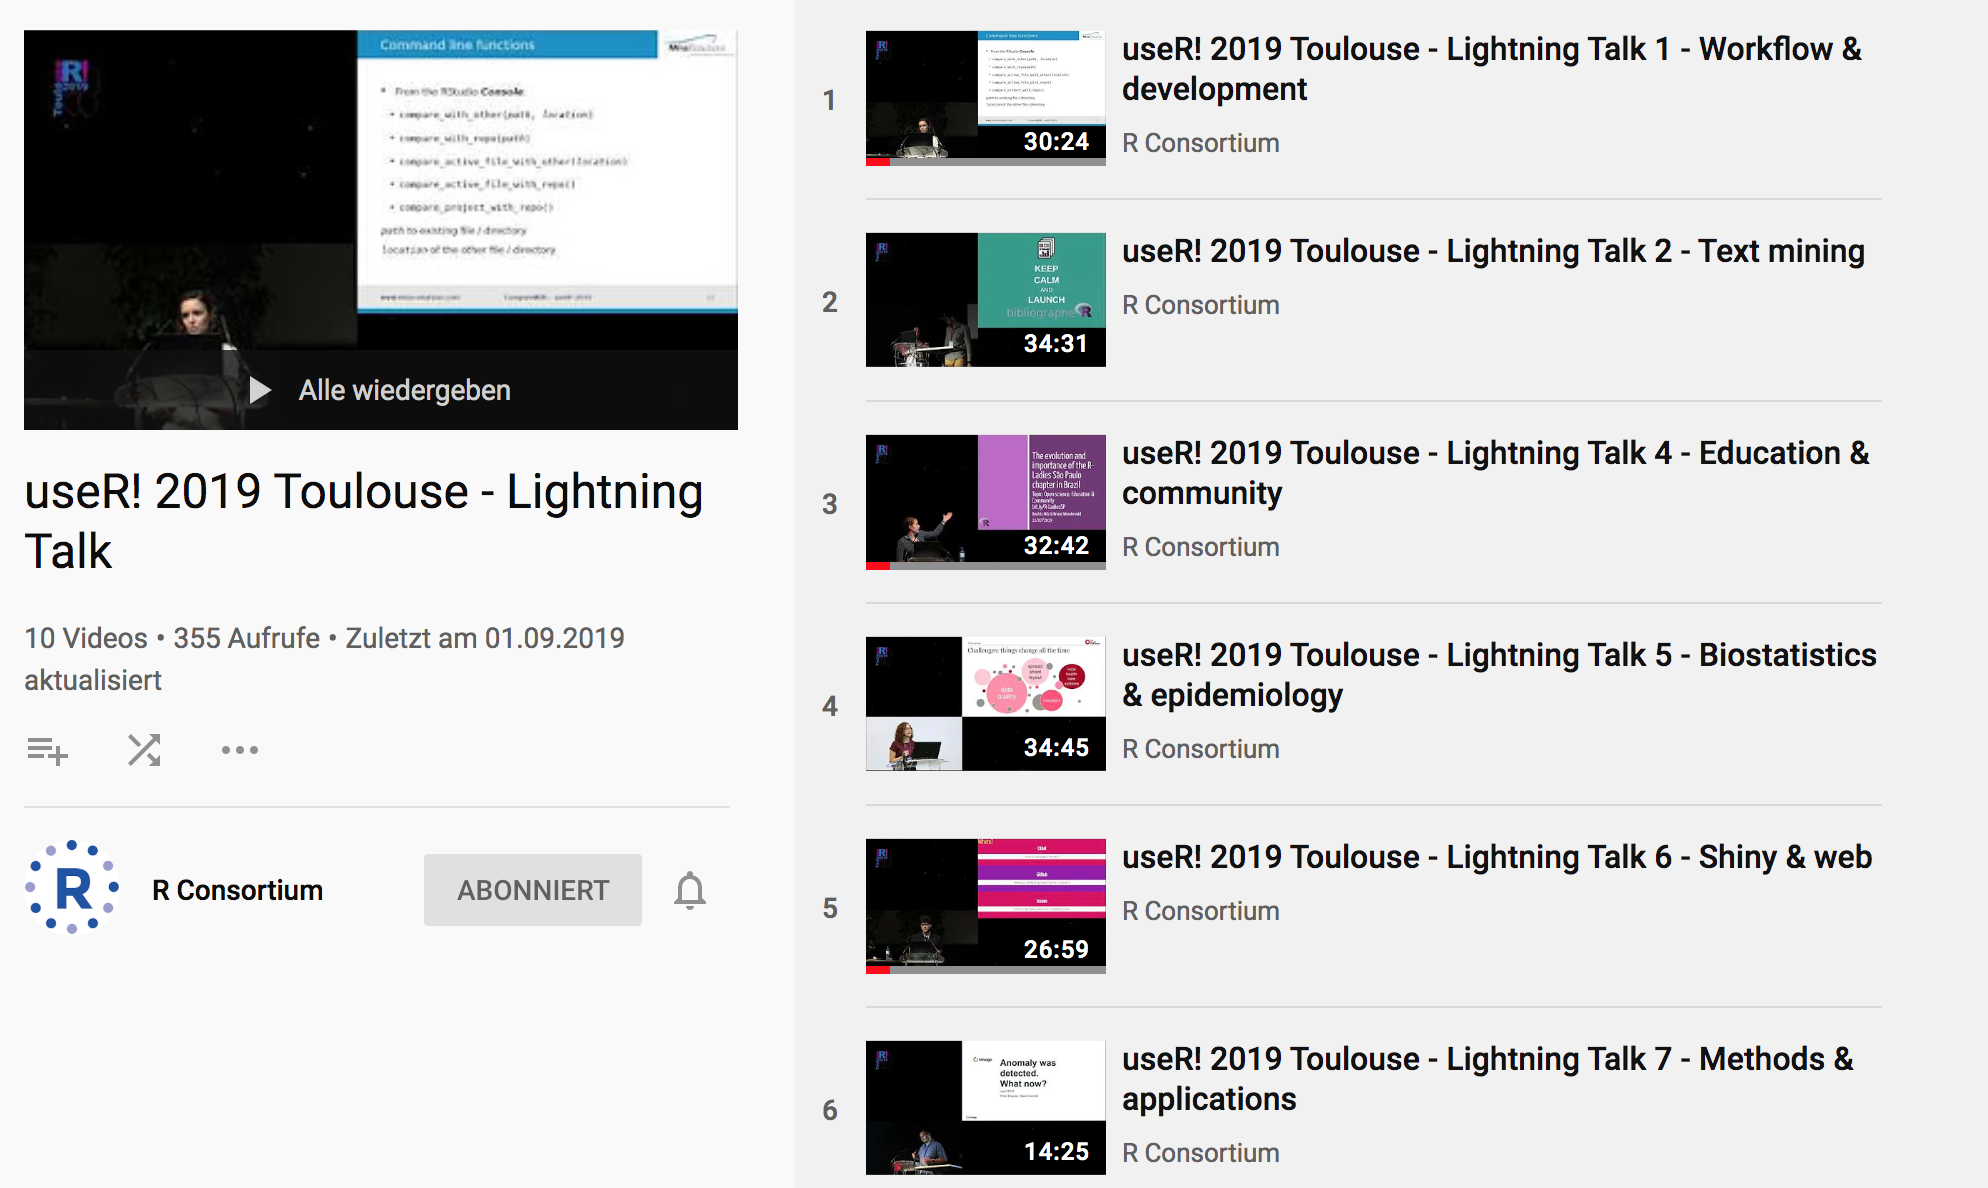 Command line functions
• From the RStudio Console:
• compare_with_other(path, location)
• compare_with_repo(path)
• compare_active_file_with_other(location)
• compare_active_file_with_repo()
• compare_project_with_repo()
path to existing file / directory
location of the other file / directory
Alle wiedergeben
useR! 2019 Toulouse - Lightning
Talk
10 Videos • 355 Aufrufe • Zuletzt am 01.09.2019
aktualisiert
R
R Consortium
ABONNIERT
1
30:24
useR! 2019 Toulouse - Lightning Talk 1 - Workflow &
development
R Consortium
2
KEEP
CALM
AND
LAUNCH
bibliographeR
34:31
useR! 2019 Toulouse - Lightning Talk 2 - Text mining
R Consortium
3
The evolution and
importance of the R-
Ladies São Paulo
chapter in Brazil
32:42
useR! 2019 Toulouse - Lightning Talk 4 - Education &
community
R Consortium
4
Challenges: things change all the time
data
quality
34:45
useR! 2019 Toulouse - Lightning Talk 5 - Biostatistics
& epidemiology
R Consortium
5
26:59
useR! 2019 Toulouse - Lightning Talk 6 - Shiny & web
R Consortium
6
Anomaly was
detected.
What now?
14:25
useR! 2019 Toulouse - Lightning Talk 7 - Methods &
applications
R Consortium